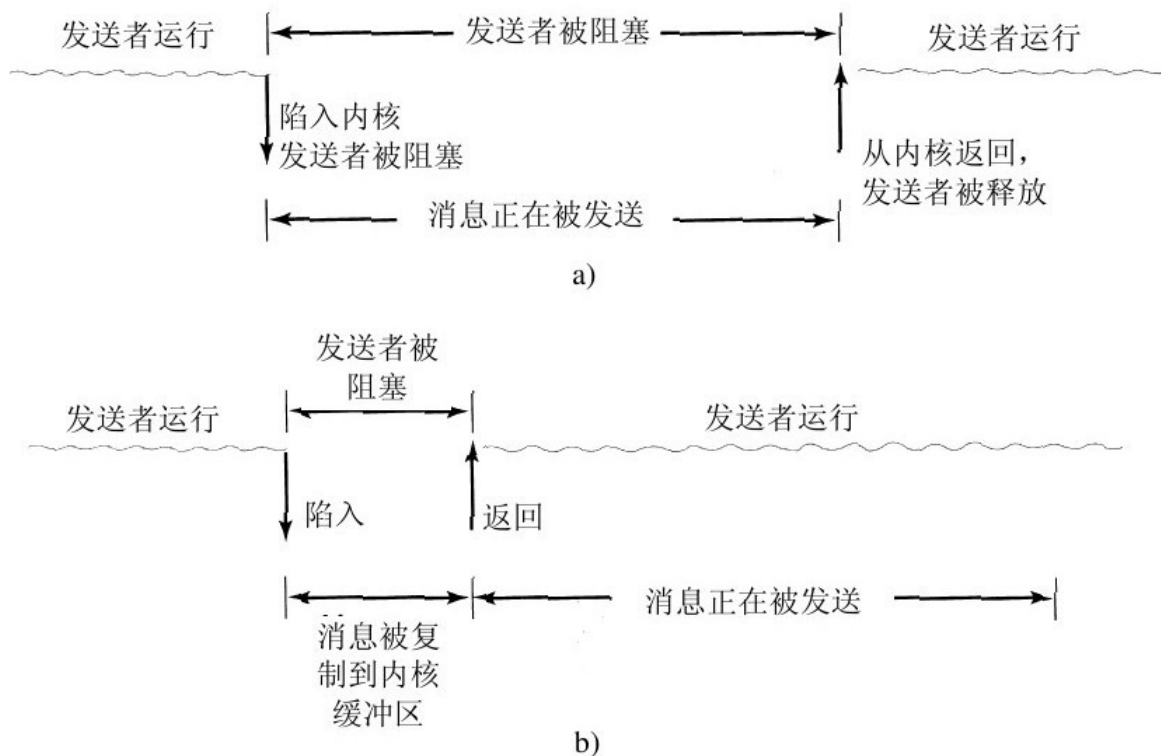 发送者运行
发送者被阻塞
发送者运行
陷入内核
发送者被阻塞
从内核返回，
发送者被释放
消息正在被发送
a)
发送者被
阻塞
发送者运行
发送者运行
陷入
返回
消息正在被发送
消息被复
制到内核
缓冲区
b)